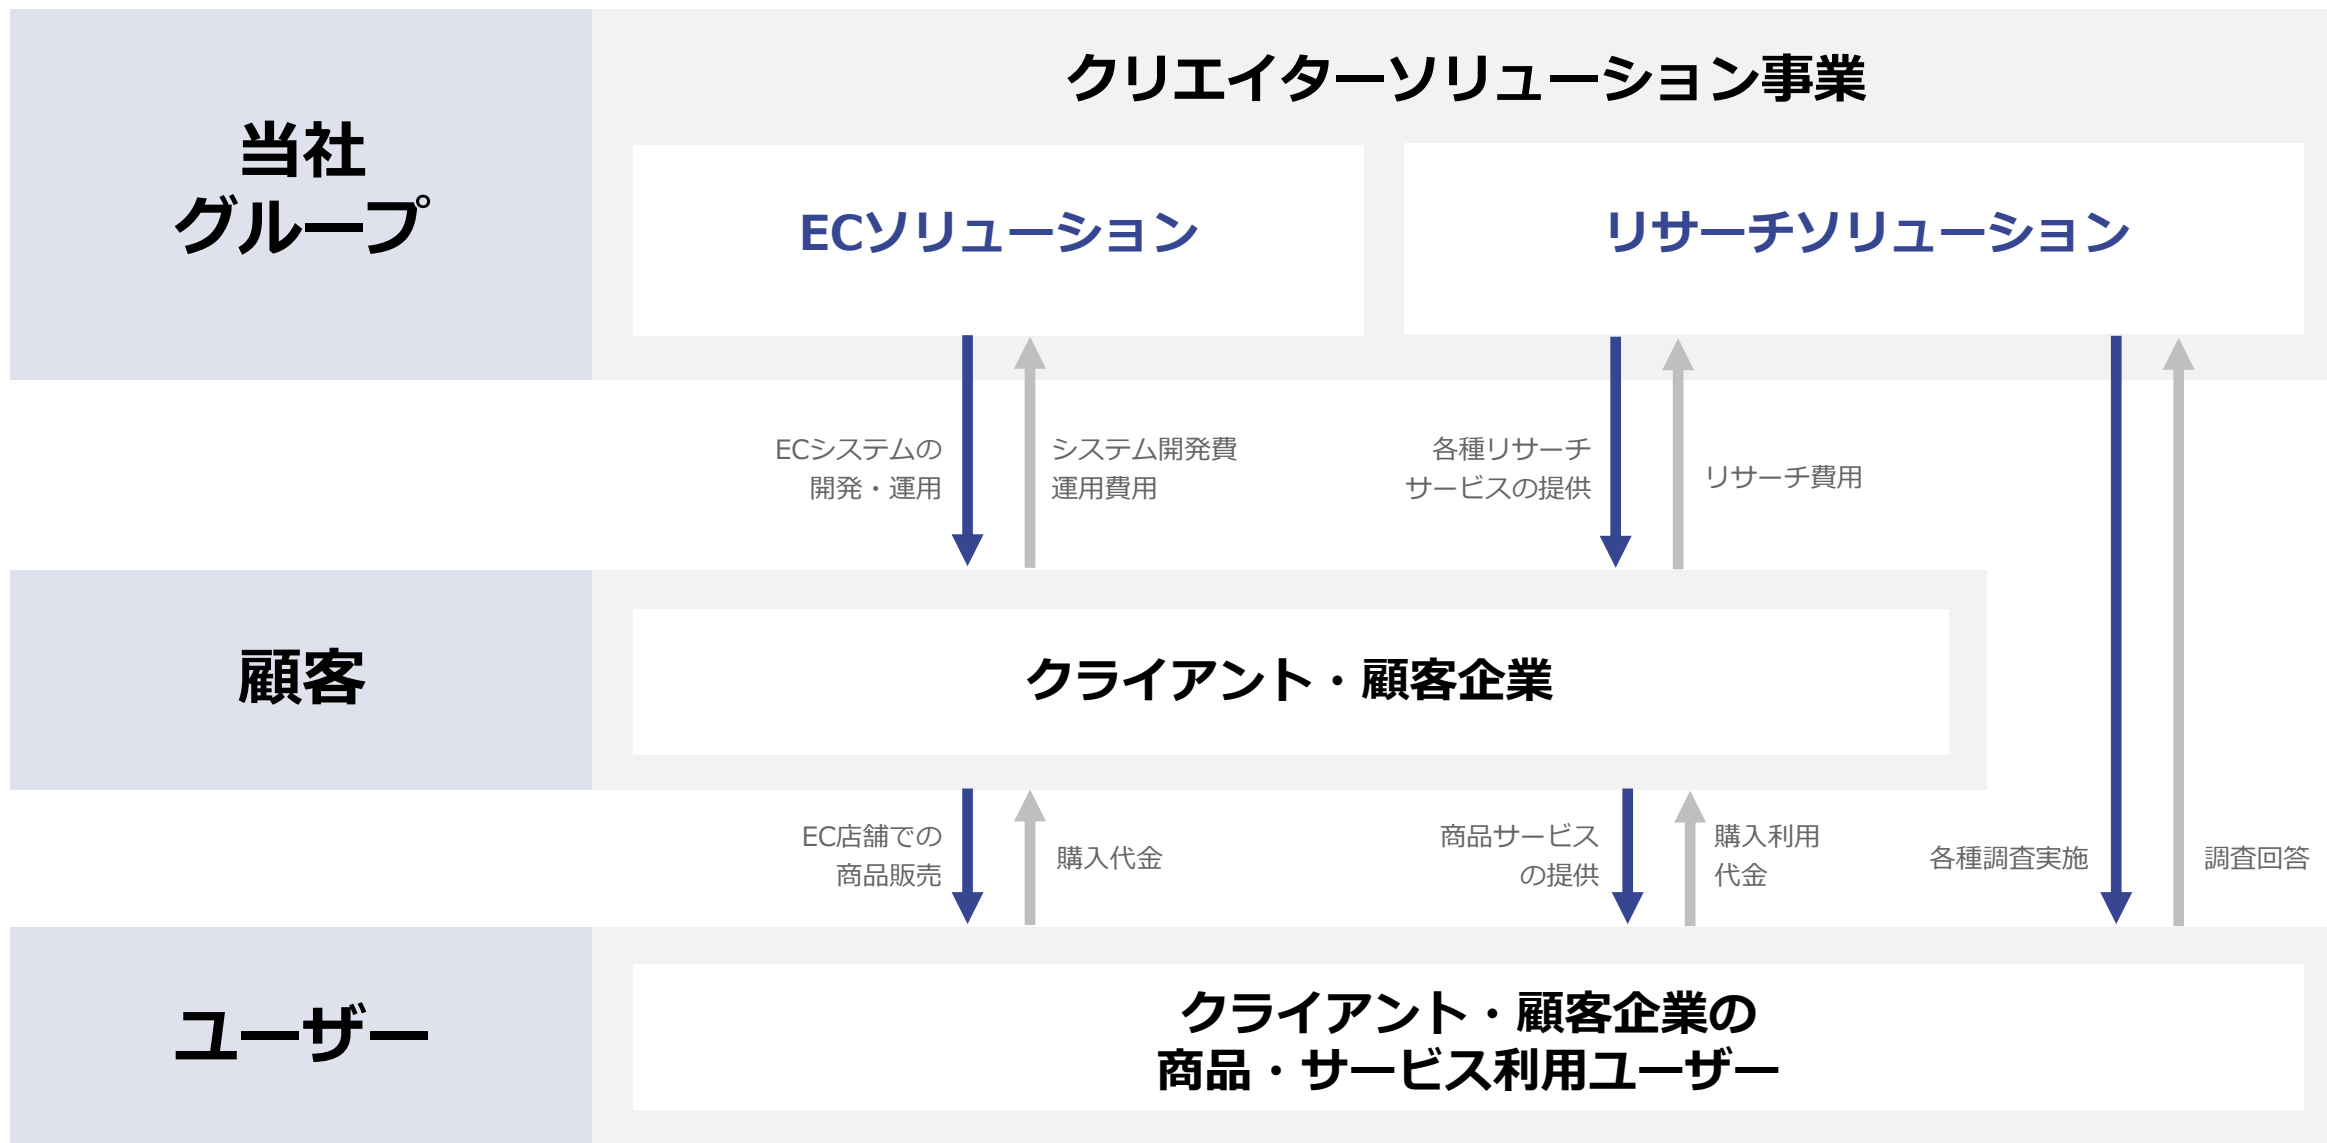 当社
グループ
クリエイターソリューション事業
ECソリューション
リサーチソリューション
ECシステムの
開発・運用
システム開発費
運用費用
各種リサーチ
サービスの提供
リサーチ費用
顧客
クライアント・顧客企業
EC店舗での
商品販売
購入代金
商品サービス
の提供
購入利用
代金
各種調査実施
調査回答
ユーザー
クライアント・顧客企業の
商品・サービス利用ユーザー